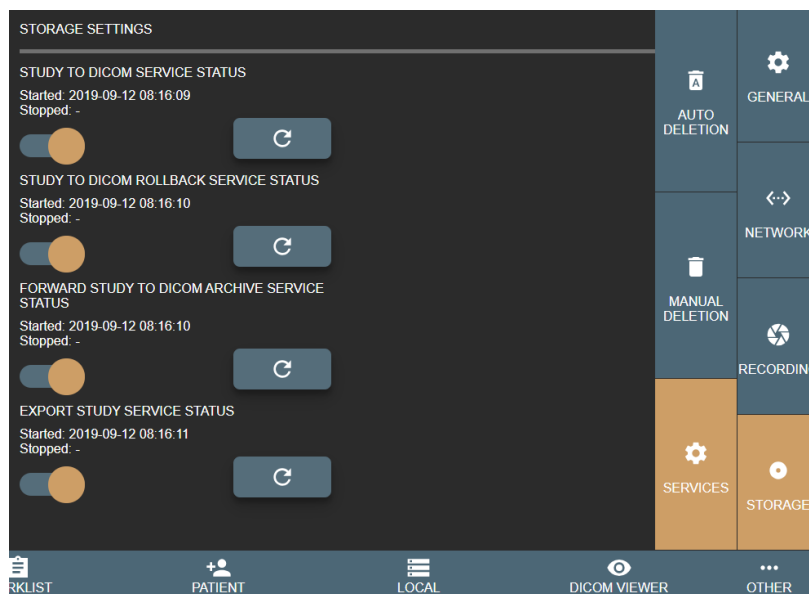 STORAGE SETTINGS
STUDY TO DICOM SERVICE STATUS
Started: 2019-09-12 08:16:09
Stopped: -
STUDY TO DICOM ROLLBACK SERVICE STATUS
Started: 2019-09-12 08:16:10
Stopped: -
FORWARD STUDY TO DICOM ARCHIVE SERVICE
STATUS
Started: 2019-09-12 08:16:10
Stopped: -
EXPORT STUDY SERVICE STATUS
Started: 2019-09-12 08:16:11
Stopped: -
A
AUTO
DELETION
MANUAL
DELETION
SERVICES
GENERAL
NETWORK
RECORDING
STORAGE
RKLIST
PATIENT
LOCAL
DICOM VIEWER
OTHER